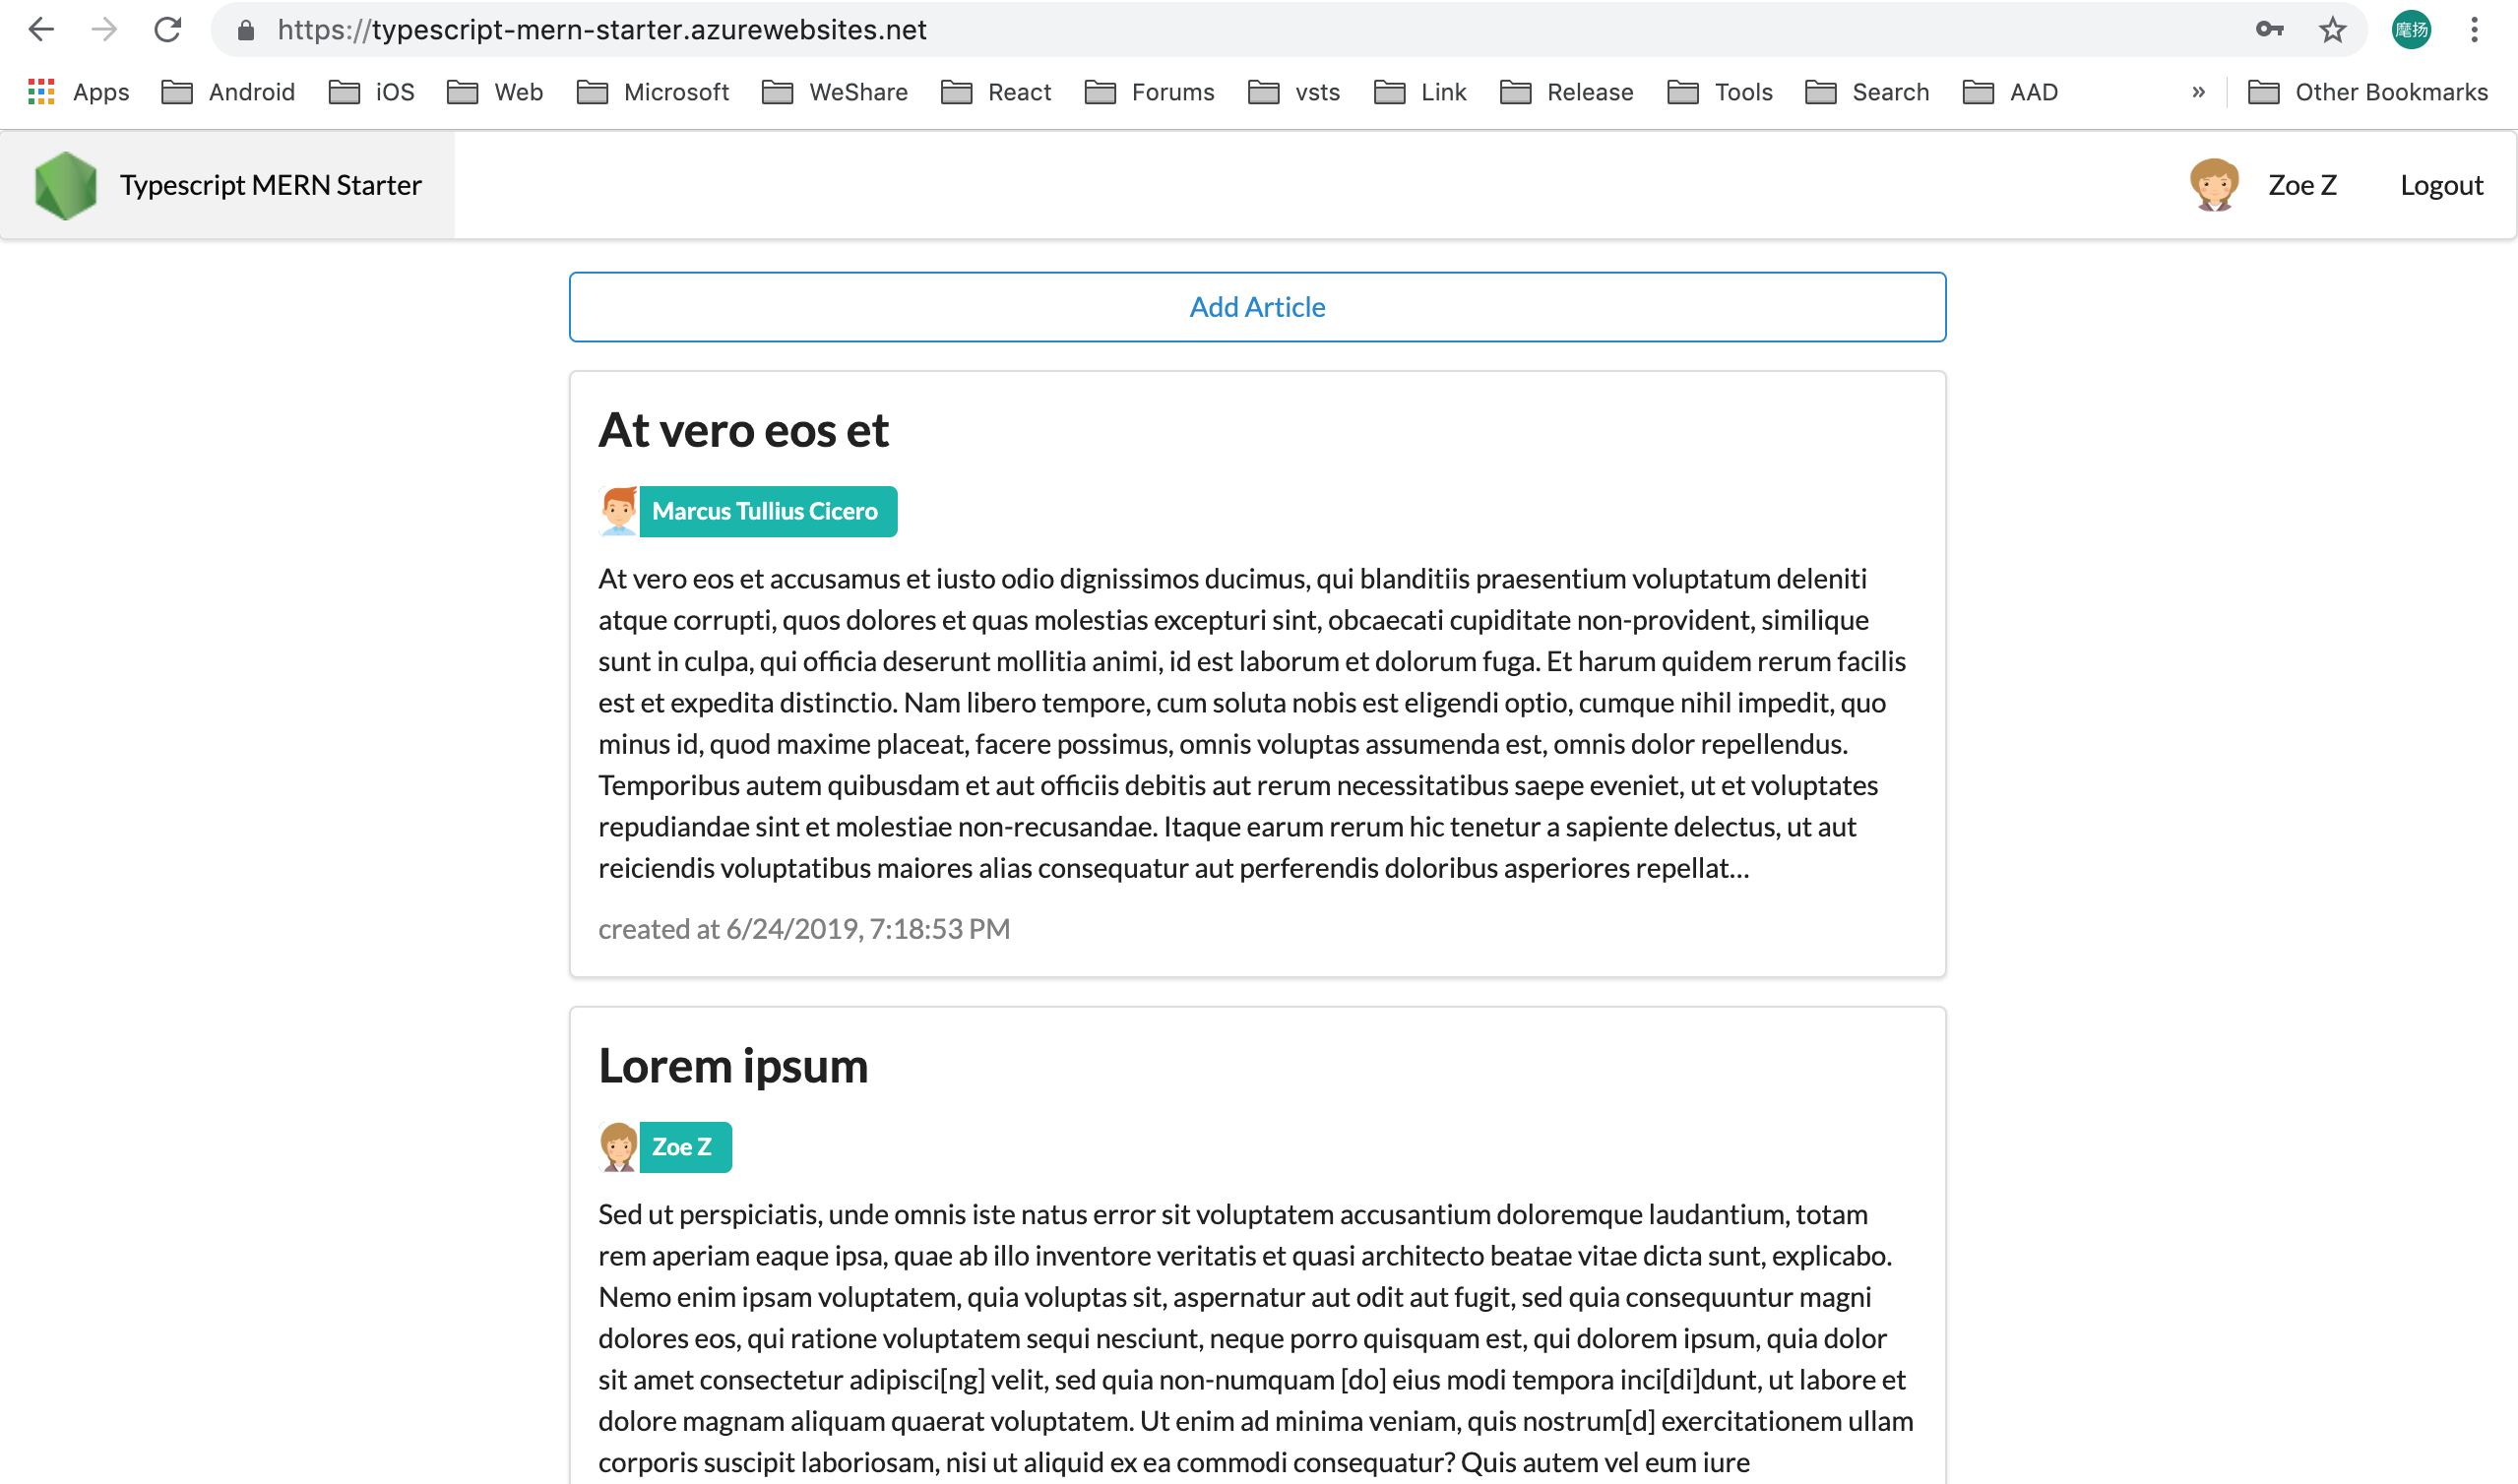 https://typescript-mern-starter.azurewebsites.net
麾扬
Apps Android iOS Web Microsoft WeShare React Forums vsts Link Release Tools Search AAD » Other Bookmarks
Typescript MERN Starter Zoe Z Logout
Add Article
At vero eos et
Marcus Tullius Cicero
At vero eos et accusamus et iusto odio dignissimos ducimus, qui blanditiis praesentium voluptatum deleniti
atque corrupti, quos dolores et quas molestias excepturi sint, obcaecati cupiditate non-provident, similique
sunt in culpa, qui officia deserunt mollitia animi, id est laborum et dolorum fuga. Et harum quidem rerum facilis
est et expedita distinctio. Nam libero tempore, cum soluta nobis est eligendi optio, cumque nihil impedit, quo
minus id, quod maxime placeat, facere possimus, omnis voluptas assumenda est, omnis dolor repellendus.
Temporibus autem quibusdam et aut officiis debitis aut rerum necessitatibus saepe eveniet, ut et voluptates
repudiandae sint et molestiae non-recusandae. Itaque earum rerum hic tenetur a sapiente delectus, ut aut
reiciendis voluptatibus maiores alias consequatur aut perferendis doloribus asperiores repellat...
created at 6/24/2019, 7:18:53 PM
Lorem ipsum
Zoe Z
Sed ut perspiciatis, unde omnis iste natus error sit voluptatem accusantium doloremque laudantium, totam
rem aperiam eaque ipsa, quae ab illo inventore veritatis et quasi architecto beatae vitae dicta sunt, explicabo.
Nemo enim ipsam voluptatem, quia voluptas sit, aspernatur aut odit aut fugit, sed quia consequuntur magni
dolores eos, qui ratione voluptatem sequi nesciunt, neque porro quisquam est, qui dolorem ipsum, quia dolor
sit amet consectetur adipisci[ng] velit, sed quia non-numquam [do] eius modi tempora inci[di]dunt, ut labore et
dolore magnam aliquam quaerat voluptatem. Ut enim ad minima veniam, quis nostrum[d] exercitationem ullam
corporis suscipit laboriosam, nisi ut aliquid ex ea commodi consequatur? Quis autem vel eum iure